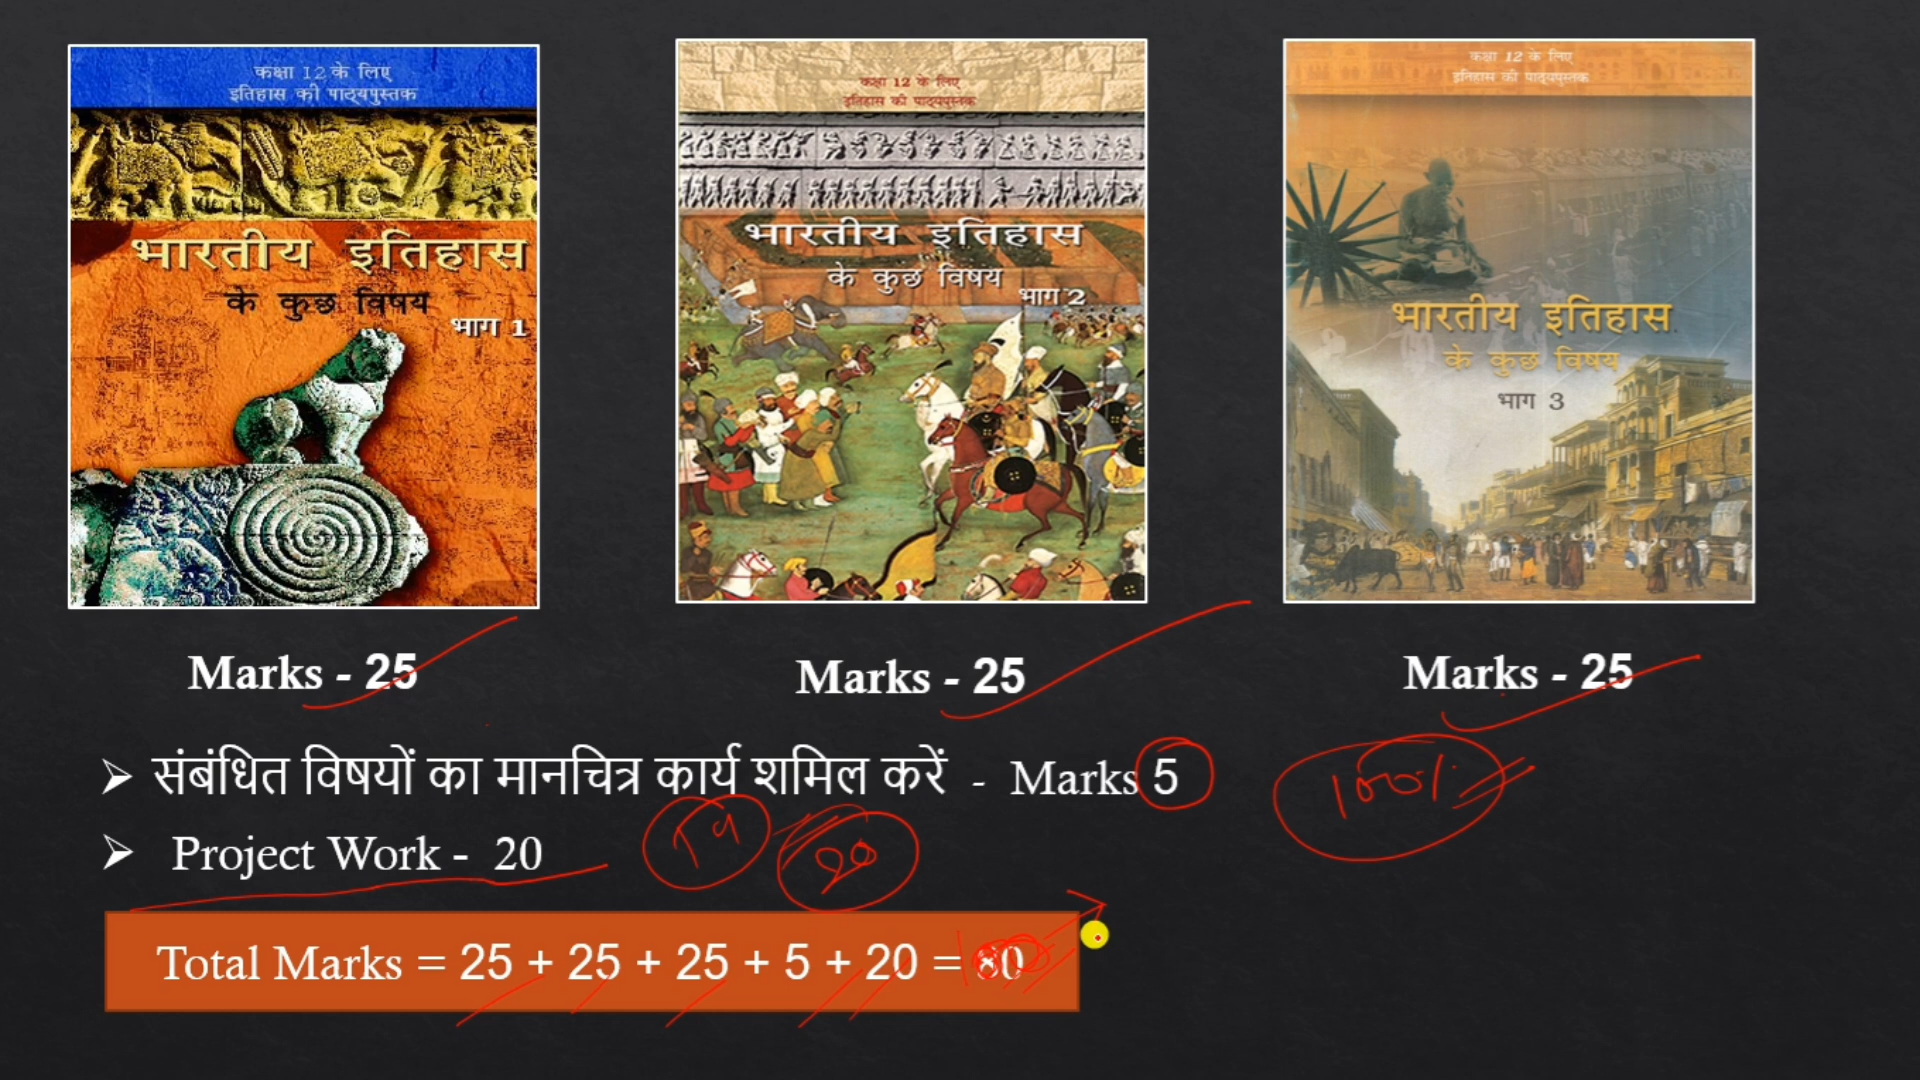 कक्षा 12 के लिए
इतिहास की पाठ्यपुस्तक
भारतीय इतिहास
के कुछ विषय
भाग 1
कक्षा 12 के लिए
इतिहास की पाठ्यपुस्तक
भारतीय इतिहास
के कुछ विषय
भाग 2
कक्षा 12 के लिए
इतिहास की पाठ्यपुस्तक
भारतीय इतिहास
के कुछ विषय
भाग 3
Marks - 25
Marks - 25
Marks - 25
➢ संबंधित विषयों का मानचित्र कार्य शमिल करें - Marks 5
100%
➢ Project Work - 20
20
Total Marks = 25 + 25 + 25 + 5 + 20 = 80